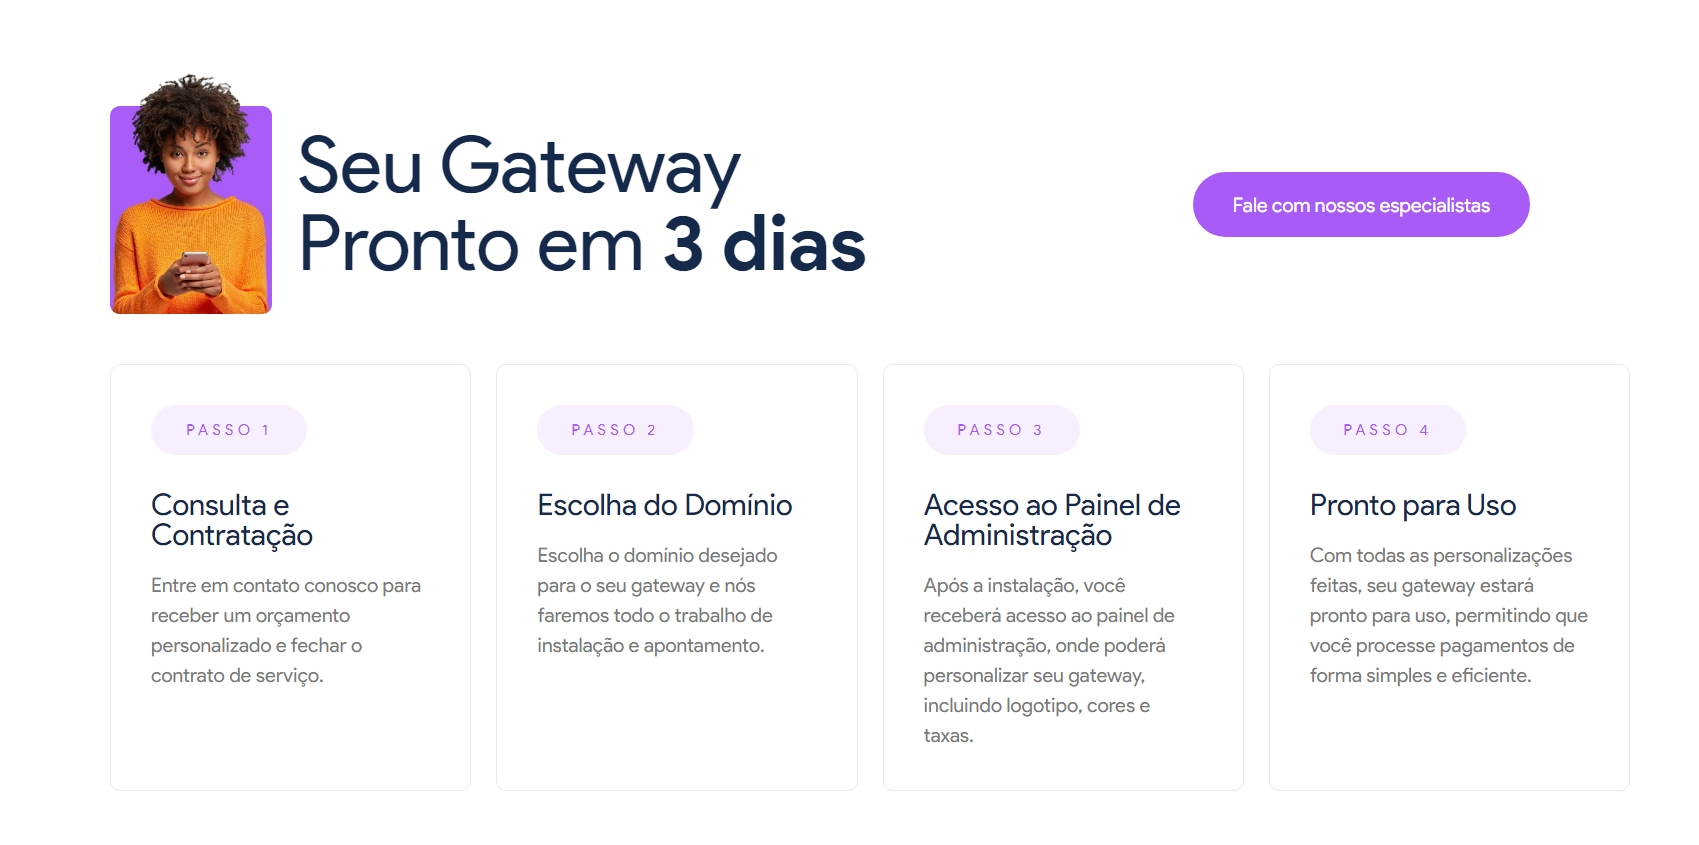 Seu Gateway
Pronto em 3 dias
Fale com nossos especialistas
PASSO 1
Consulta e
Contratação
Entre em contato conosco para
receber um orçamento
personalizado e fechar o
contrato de serviço.
PASSO 2
Escolha do Domínio
Escolha o domínio desejado
para o seu gateway e nós
faremos todo o trabalho de
instalação e apontamento.
PASSO 3
Acesso ao Painel de
Administração
Após a instalação, você
receberá acesso ao painel de
administração, onde poderá
personalizar seu gateway,
incluindo logotipo, cores e
taxas.
PASSO 4
Pronto para Uso
Com todas as personalizações
feitas, seu gateway estará
pronto para uso, permitindo que
você processe pagamentos de
forma simples e eficiente.